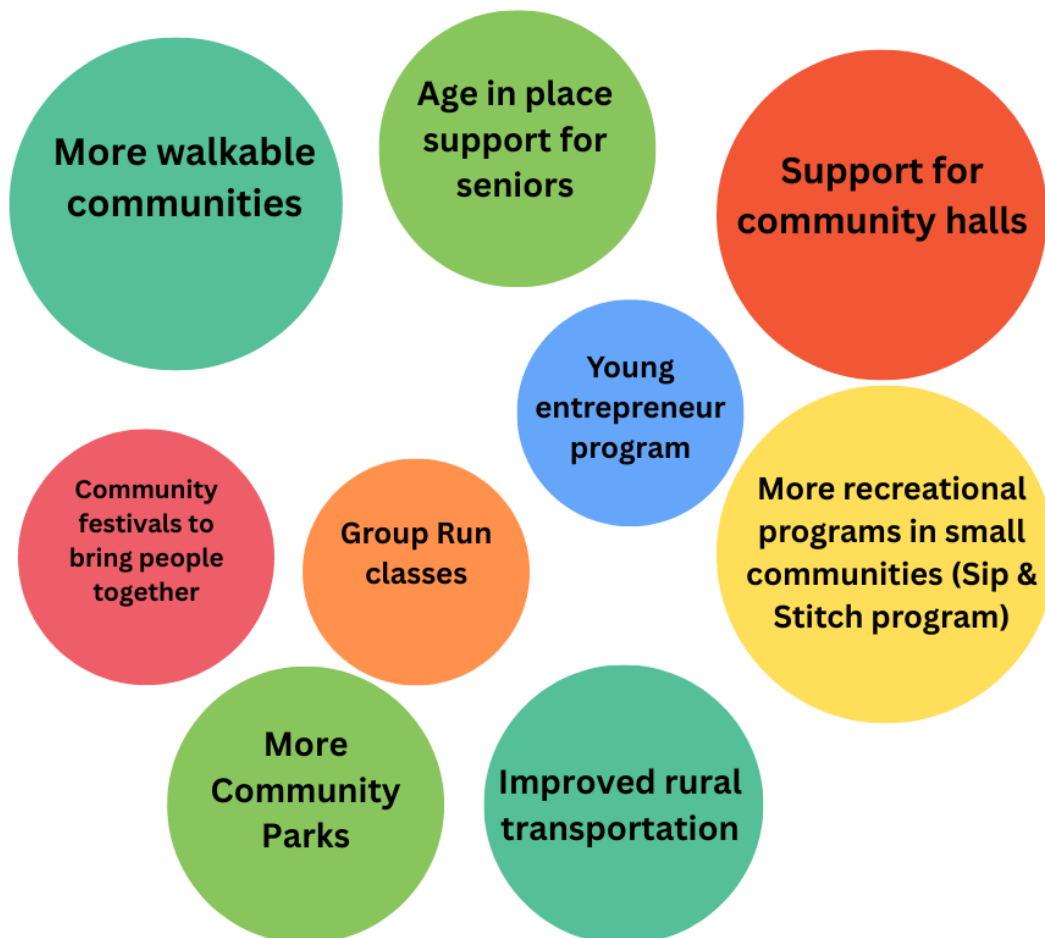 More walkable
communities
Age in place
support for
seniors
Support for
community halls
Young
entrepreneur
program
Community
festivals to
bring people
together
Group Run
classes
More recreational
programs in small
communities (Sip &
Stitch program)
More
Community
Parks
Improved rural
transportation